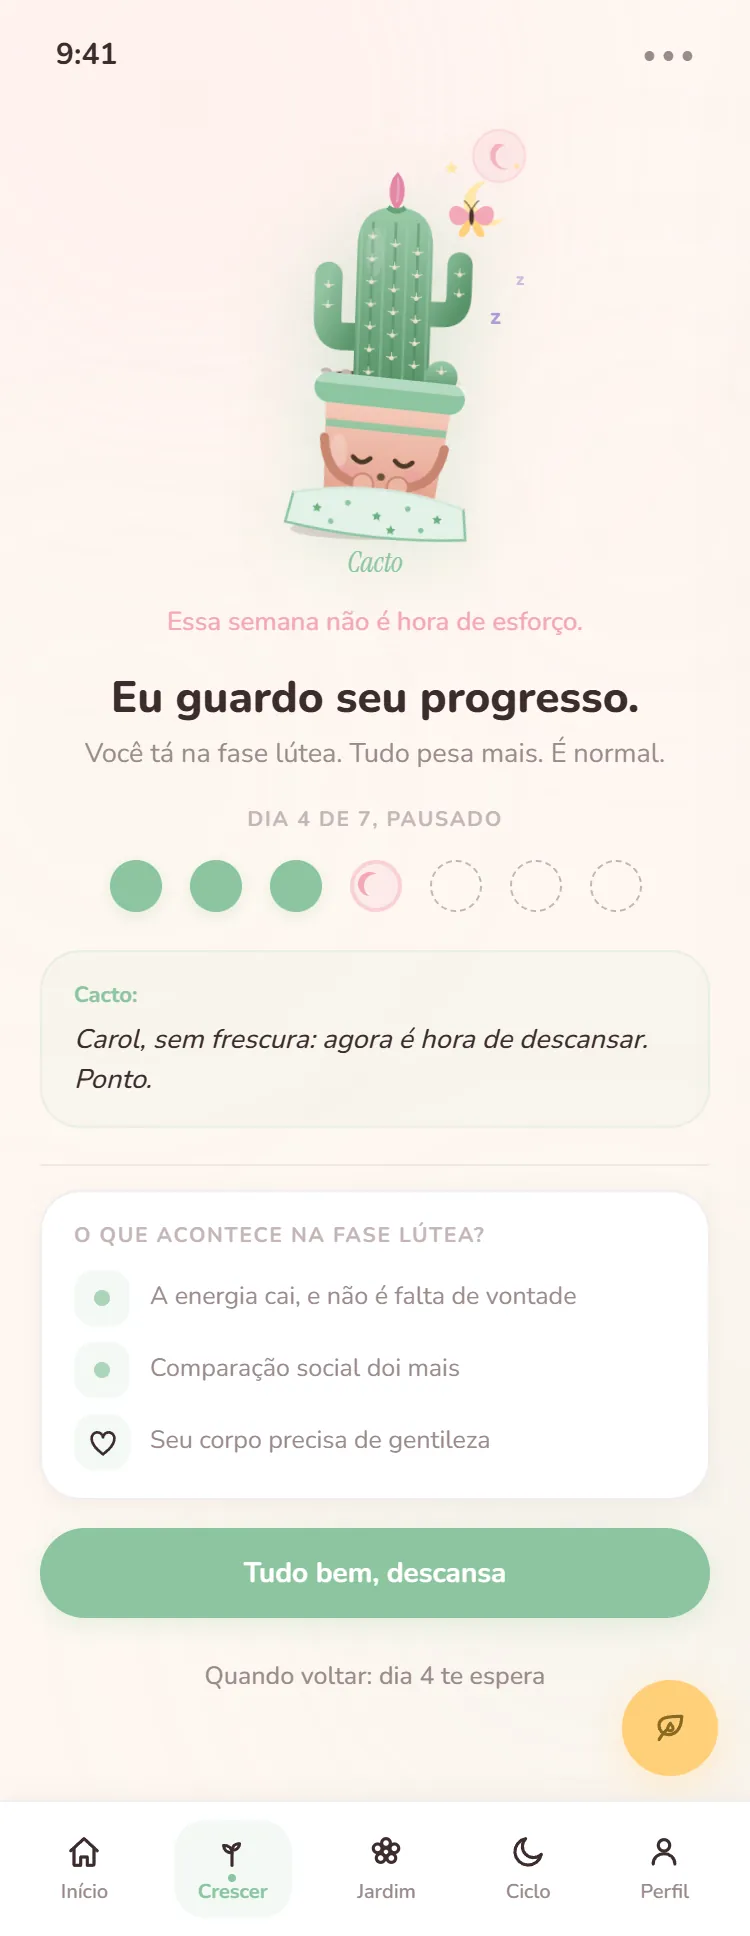 9:41
z
z
Cacto
Essa semana não é hora de esforço.
Eu guardo seu progresso.
Você tá na fase lútea. Tudo pesa mais. É normal.
DIA 4 DE 7, PAUSADO
Cacto:
Carol, sem frescura: agora é hora de descansar.
Ponto.
O QUE ACONTECE NA FASE LÚTEA?
A energia cai, e não é falta de vontade
Comparação social doi mais
Seu corpo precisa de gentileza
Tudo bem, descansa
Quando voltar: dia 4 te espera
Início
Crescer
Jardim
Ciclo
Perfil